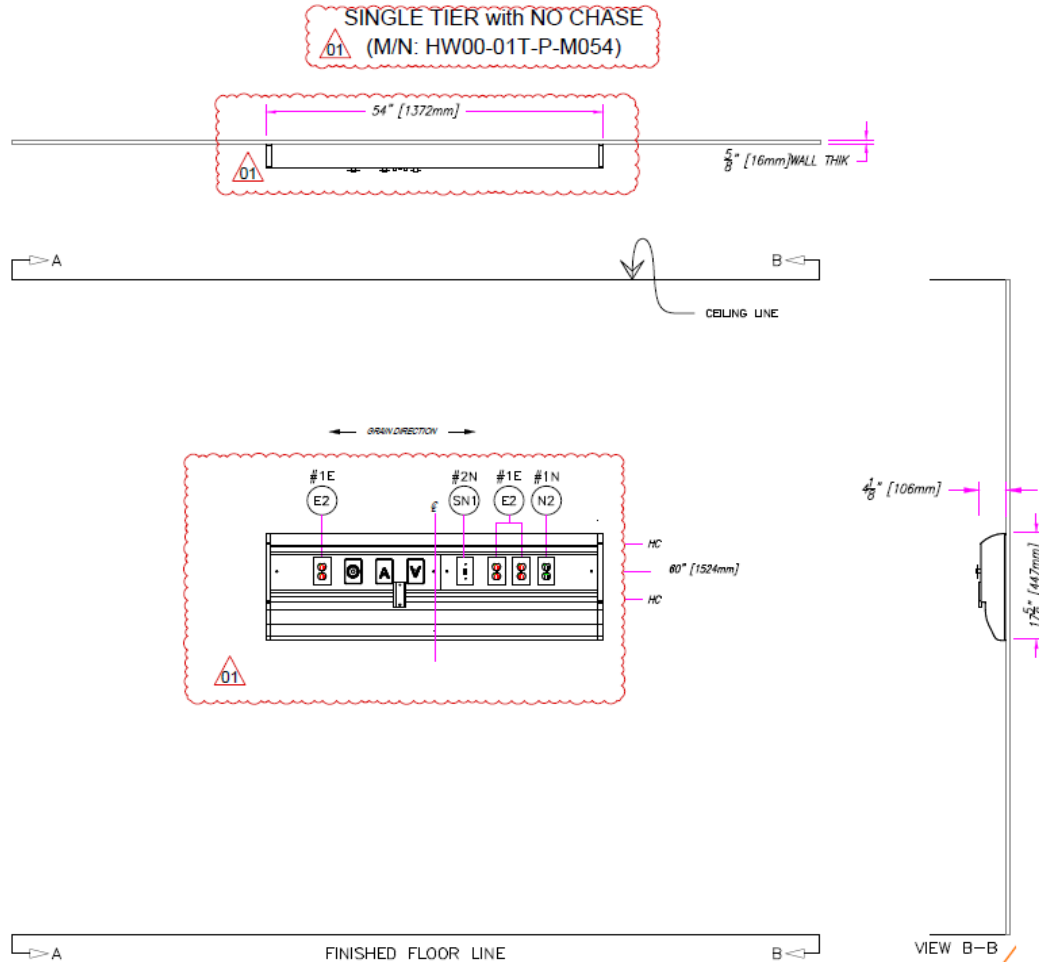 SINGLE TIER with NO CHASE
01 (M/N: HW00-01T-P-M054)
54" [1372mm]
01
5/8" [16mm]WALL THIK
A
B
CEILING LINE
GRAIN DIRECTION
#1E #2N #1E #1N
E2 SN1 E2 N2
4 1/8" [106mm]
HC
A V
60" [1524mm]
HC
[447mm]
01
A
FINISHED FLOOR LINE
B
VIEW B-B